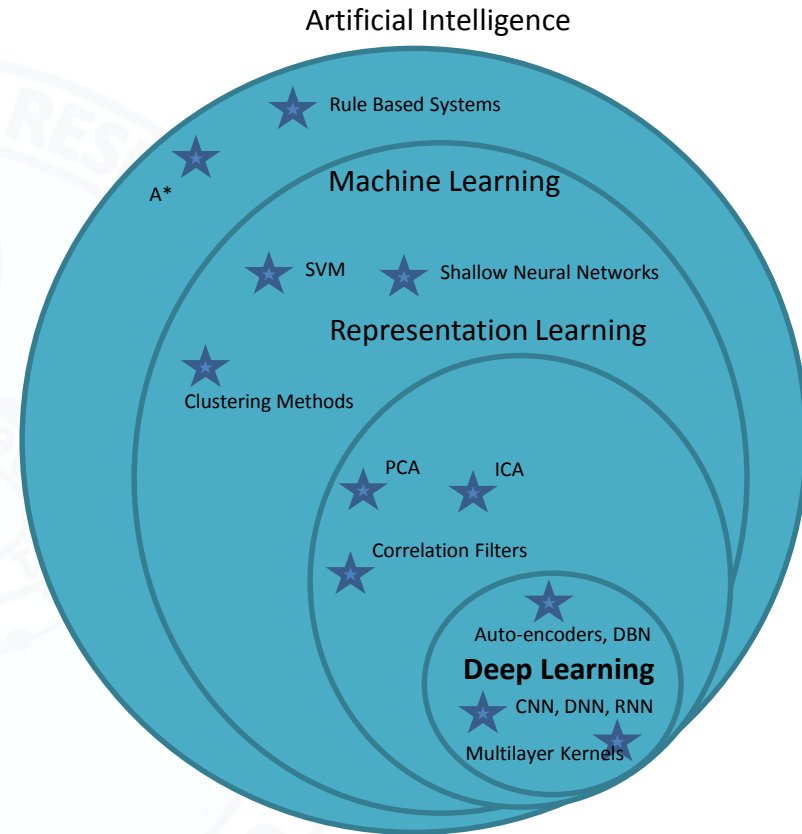 Artificial Intelligence
Rule Based Systems
A*
Machine Learning
SVM
Shallow Neural Networks
Representation Learning
Clustering Methods
PCA
ICA
Correlation Filters
Auto-encoders, DBN
Deep Learning
CNN, DNN, RNN
Multilayer Kernels